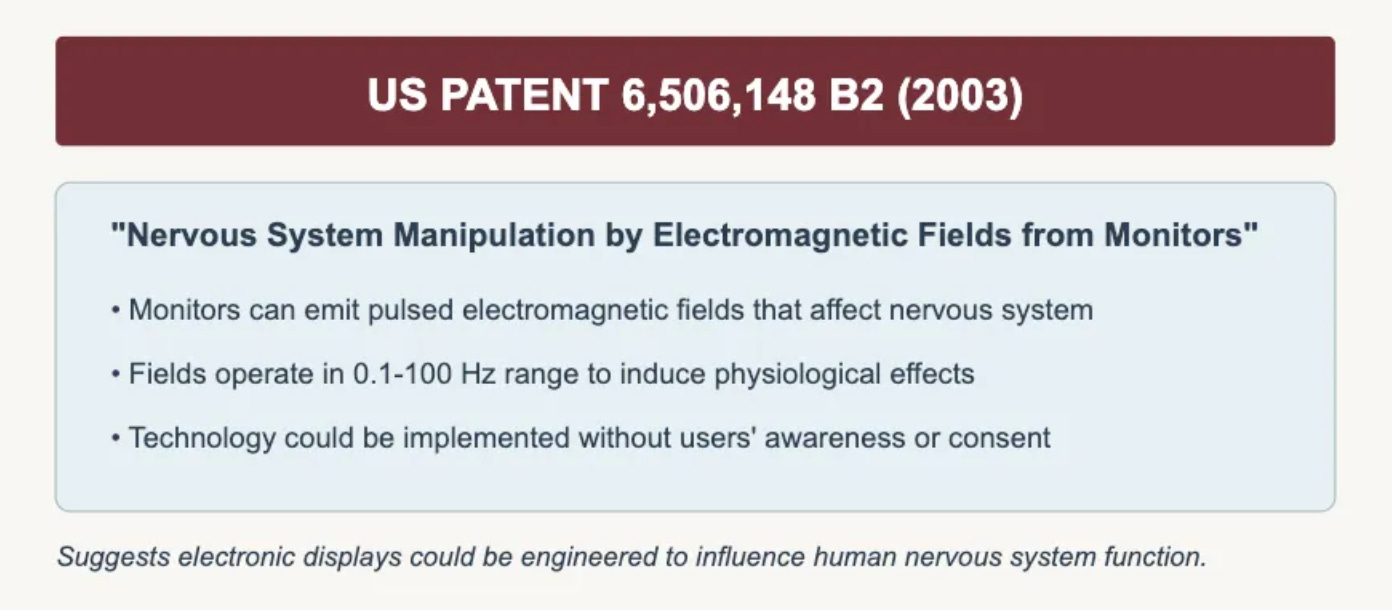 US PATENT 6,506,148 B2 (2003)
"Nervous System Manipulation by Electromagnetic Fields from Monitors"
• Monitors can emit pulsed electromagnetic fields that affect nervous system
• Fields operate in 0.1-100 Hz range to induce physiological effects
• Technology could be implemented without users' awareness or consent
Suggests electronic displays could be engineered to influence human nervous system function.